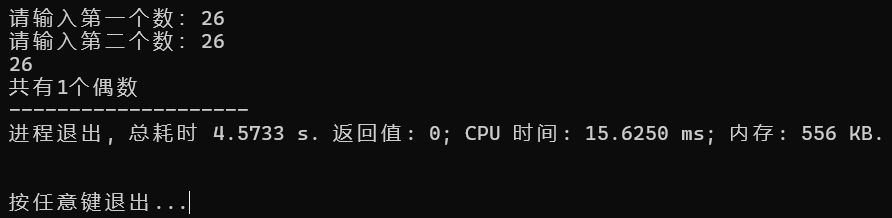 请输入第一个数: 26
请输入第二个数: 26
26
共有1个偶数
--------------------
进程退出, 总耗时 4.5733 s. 返回值: 0; CPU 时间: 15.6250 ms; 内存: 556 KB.
按任意键退出...